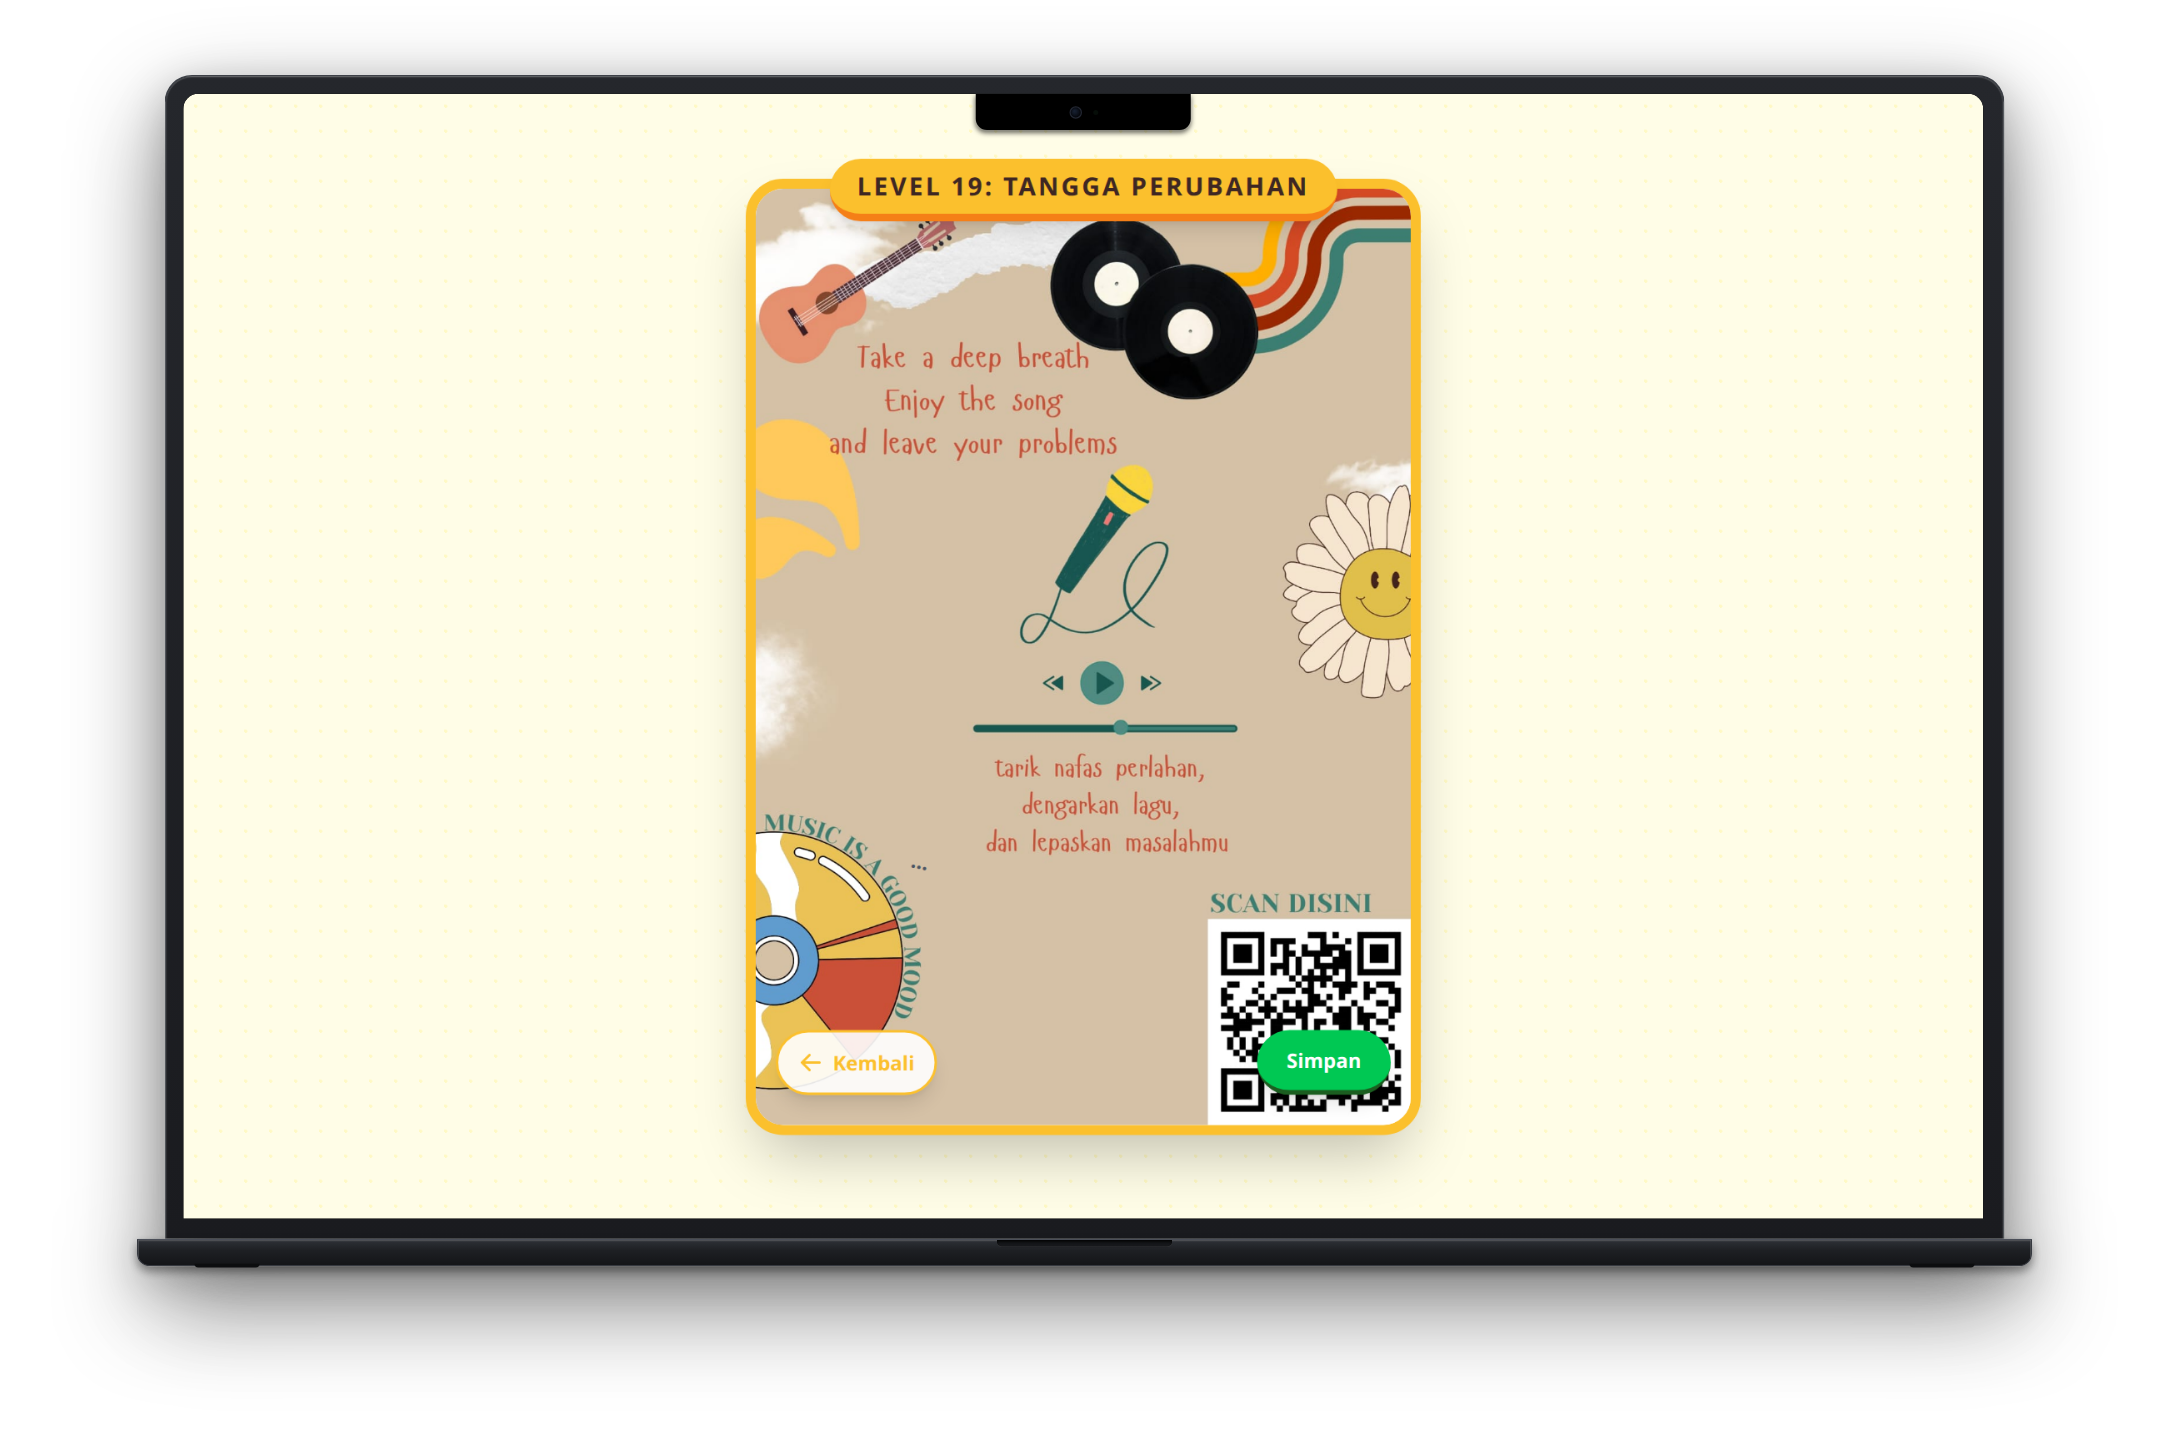 LEVEL 19: TANGGA PERUBAHAN
Take a deep breath
Enjoy the song
and leave your problems
tarik nafas perlahan,
dengarkan lagu,
dan lepaskan masalahmu
MUSIC IS A GOOD MOOD
...
SCAN DISINI
← Kembali
Simpan